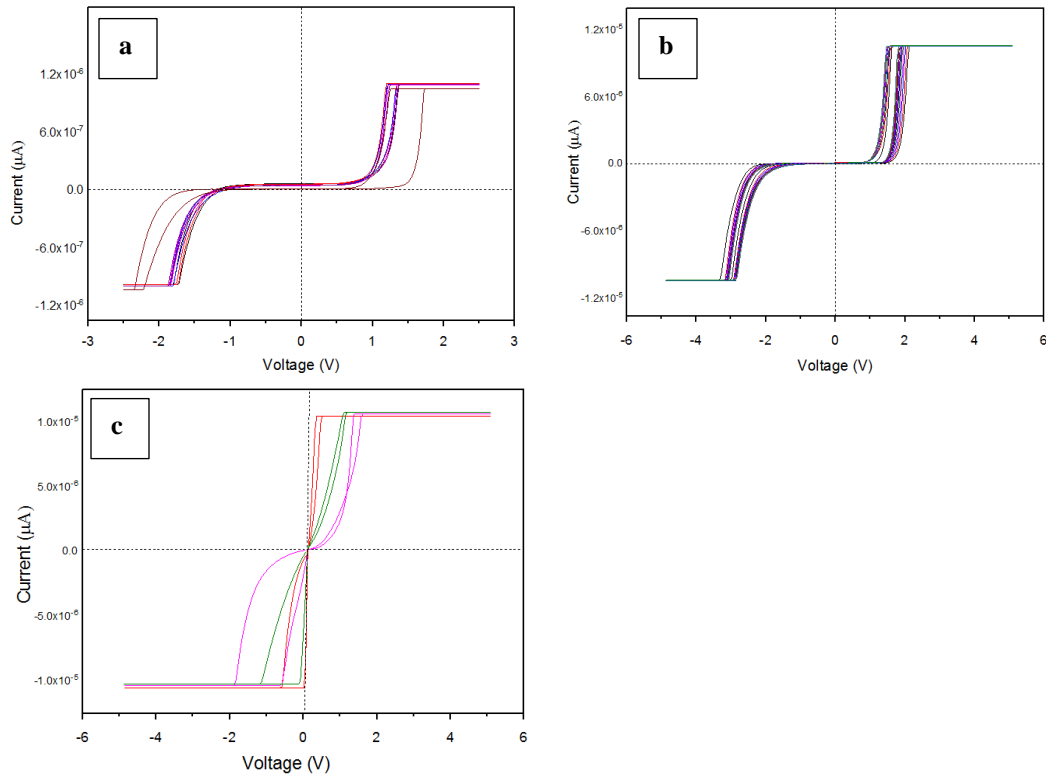 a
1.2x10⁻⁶
6.0x10⁻⁷
0.0
-6.0x10⁻⁷
-1.2x10⁻⁶
Current (µA)
-3 -2 -1 0 1 2 3
Voltage (V)
b
1.2x10⁻⁵
6.0x10⁻⁶
0.0
-6.0x10⁻⁶
-1.2x10⁻⁵
Current (µA)
-6 -4 -2 0 2 4 6
Voltage (V)
c
1.0x10⁻⁵
5.0x10⁻⁶
0.0
-5.0x10⁻⁶
-1.0x10⁻⁵
Current (µA)
-6 -4 -2 0 2 4 6
Voltage (V)